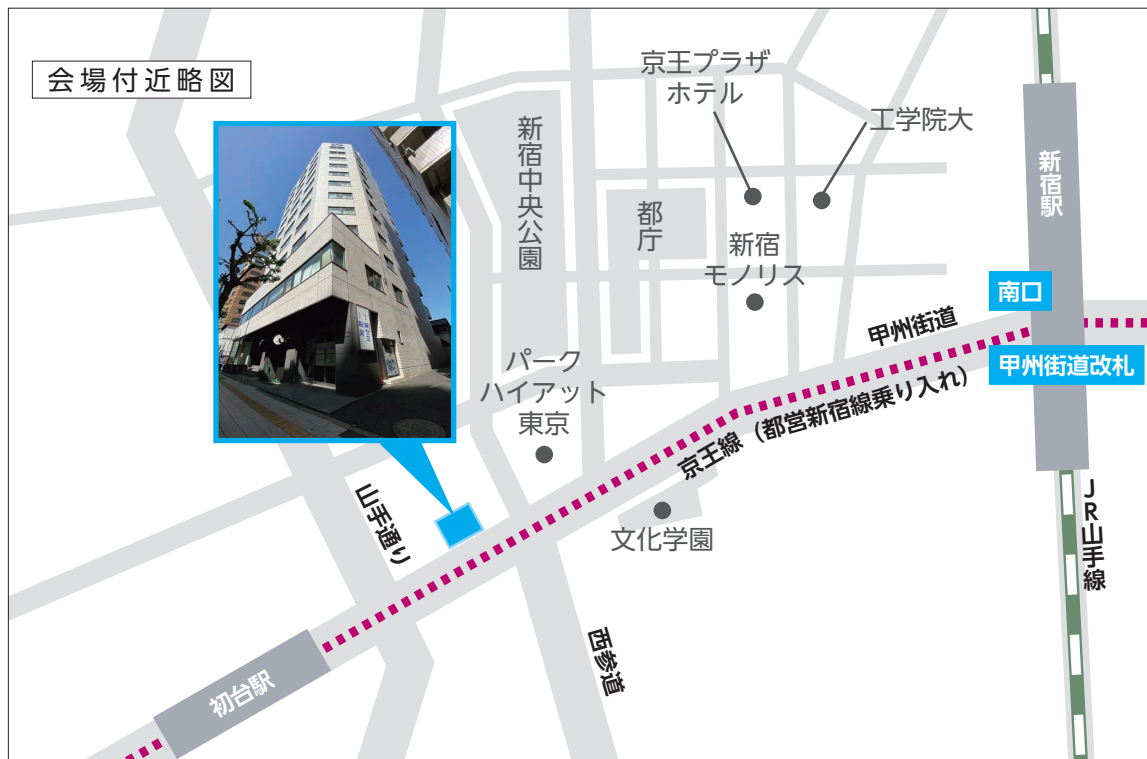 会場付近略図
京王プラザ
ホテル
工学院大
新宿中央公園
都庁
新宿
モノリス
新宿駅
南口
甲州街道
甲州街道改札
京王線（都営新宿線乗り入れ）
パーク
ハイアット
東京
文化学園
山手通り
西参道
初台駅
JR山手線